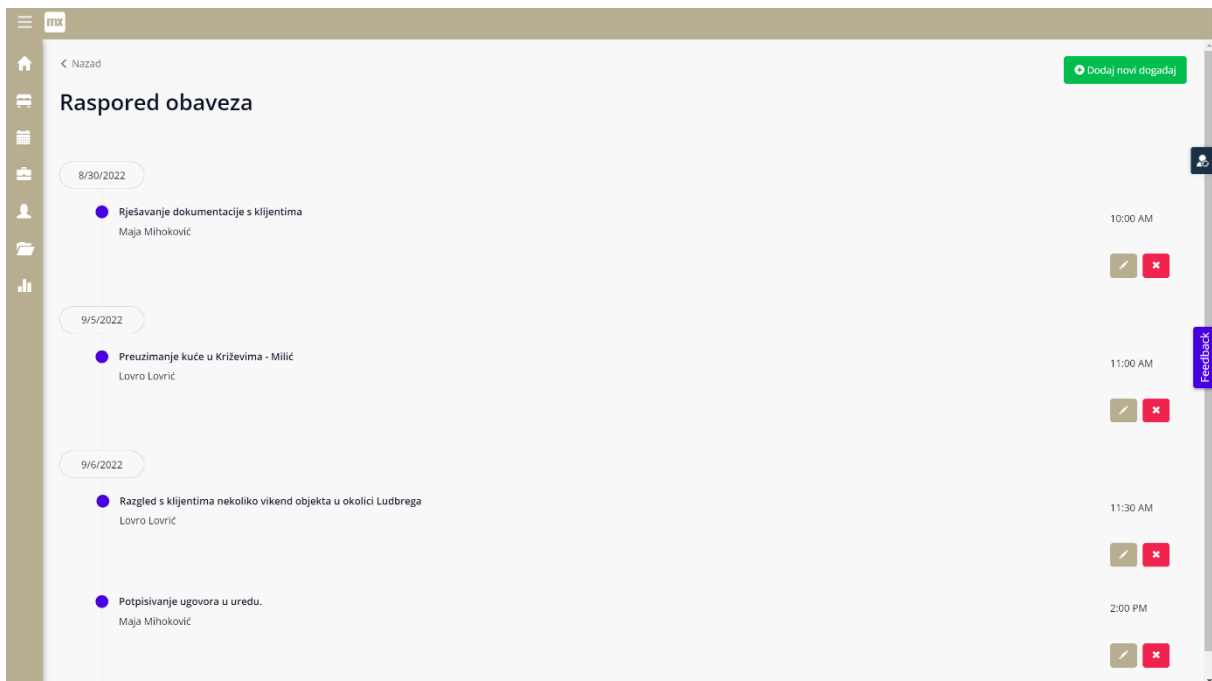 mx
Nazad
Dodaj novi događaj
Raspored obaveza
8/30/2022
Rješavanje dokumentacije s klijentima
10:00 AM
Maja Mihoković
9/5/2022
Preuzimanje kuće u Križevima - Milić
11:00 AM
Lovro Lovrić
Feedback
9/6/2022
Razgled s klijentima nekoliko vikend objekta u okolici Ludbrega
11:30 AM
Lovro Lovrić
Potpisivanje ugovora u uredu.
2:00 PM
Maja Mihoković